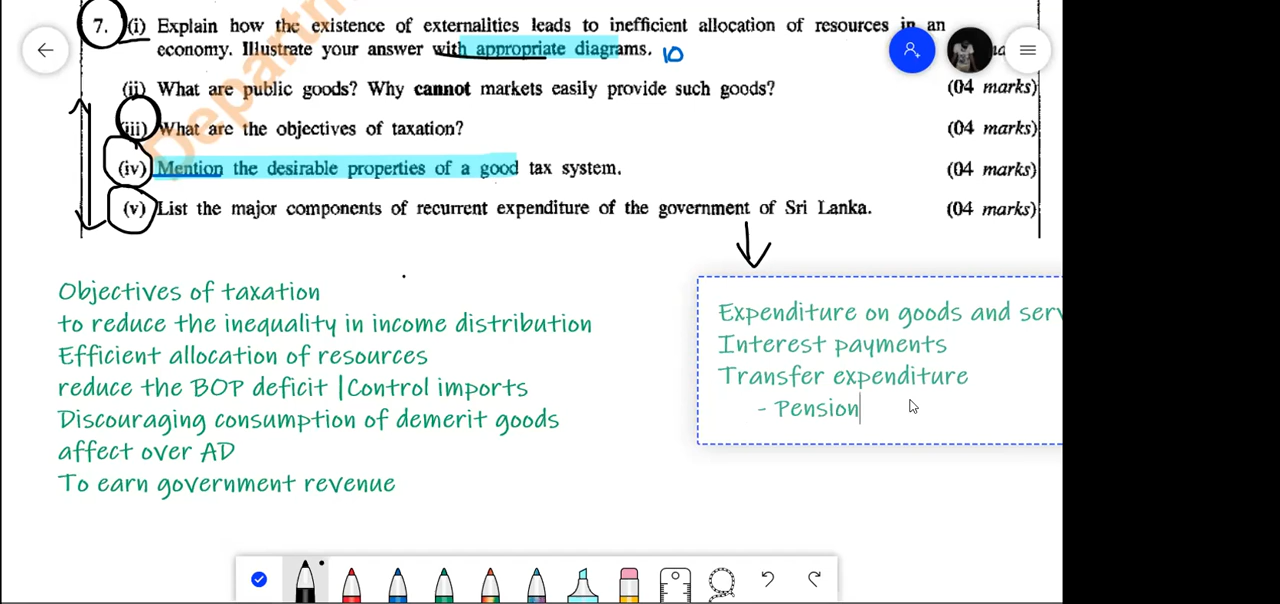 Departm
7. (i) Explain how the existence of externalities leads to inefficient allocation of resources in an
economy. Illustrate your answer with appropriate diagrams. 10
(ii) What are public goods? Why cannot markets easily provide such goods? (04 marks)
(iii) What are the objectives of taxation? (04 marks)
(iv) Mention the desirable properties of a good tax system. (04 marks)
(v) List the major components of recurrent expenditure of the government of Sri Lanka. (04 marks)
Objectives of taxation
to reduce the inequality in income distribution
Efficient allocation of resources
reduce the BOP deficit |Control imports
Discouraging consumption of demerit goods
affect over AD
To earn government revenue
Expenditure on goods and serv
Interest payments
Transfer expenditure
- Pension